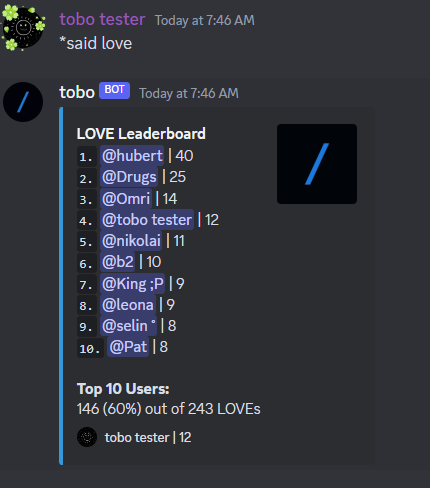 tobo tester Today at 7:46 AM
*said love
tobo BOT Today at 7:46 AM
LOVE Leaderboard
1. @hubert | 40
2. @Drugs | 25
3. @Omri | 14
4. @tobo tester | 12
5. @nikolai | 11
6. @b2 | 10
7. @King ;P | 9
8. @leona | 9
9. @selin ˚ | 8
10. @Pat | 8
Top 10 Users:
146 (60%) out of 243 LOVEs
tobo tester | 12